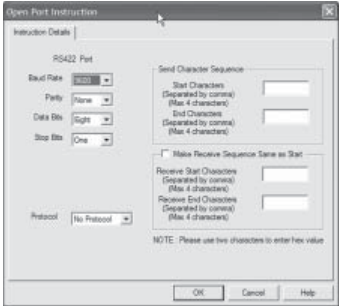 Open Port Instruction
Instruction Details
RS422 Port
Baud Rate 9600
Parity None
Data Bits Eight
Stop Bits One
Protocol No Protocol
Send Character Sequence
Start Characters
(Separated by comma)
(Max 4 characters)
End Characters
(Separated by comma)
(Max 4 characters)
Make Receive Sequence Same as Start
Receive Start Characters
(Separated by comma)
(Max 4 characters)
Receive End Characters
(Separated by comma)
(Max 4 characters)
NOTE : Please use two characters to enter hex value
OK
Cancel
Help